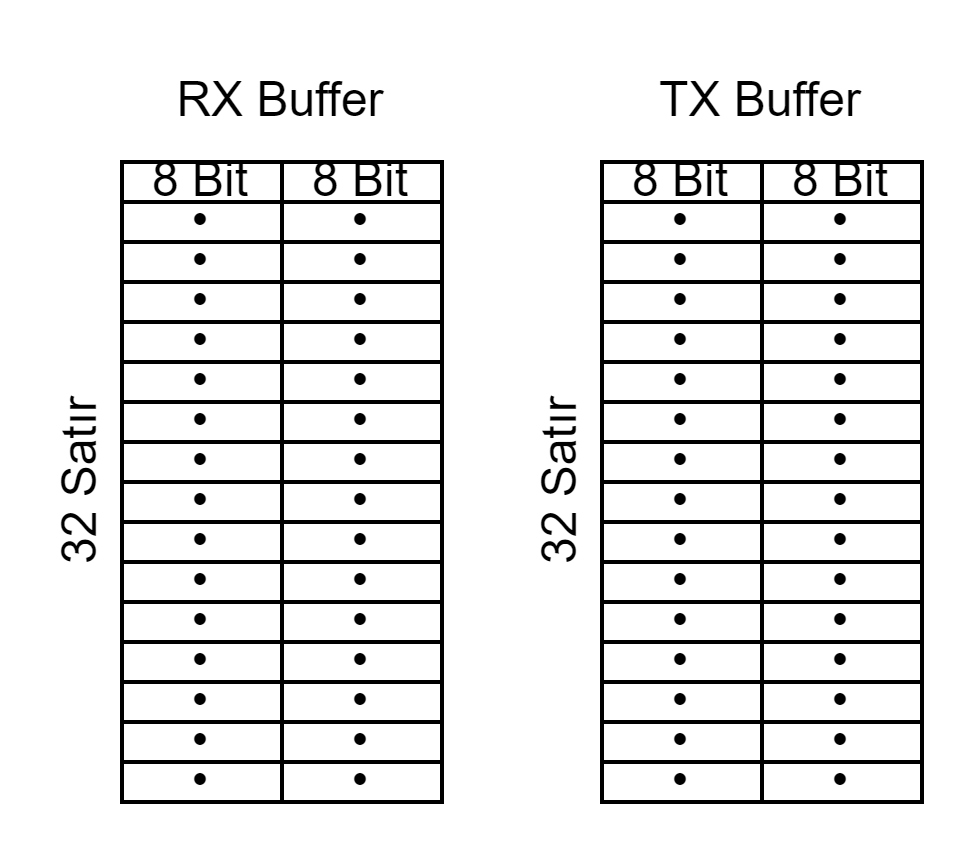 RX Buffer
TX Buffer
8 Bit 8 Bit
8 Bit 8 Bit
32 Satır
32 Satır